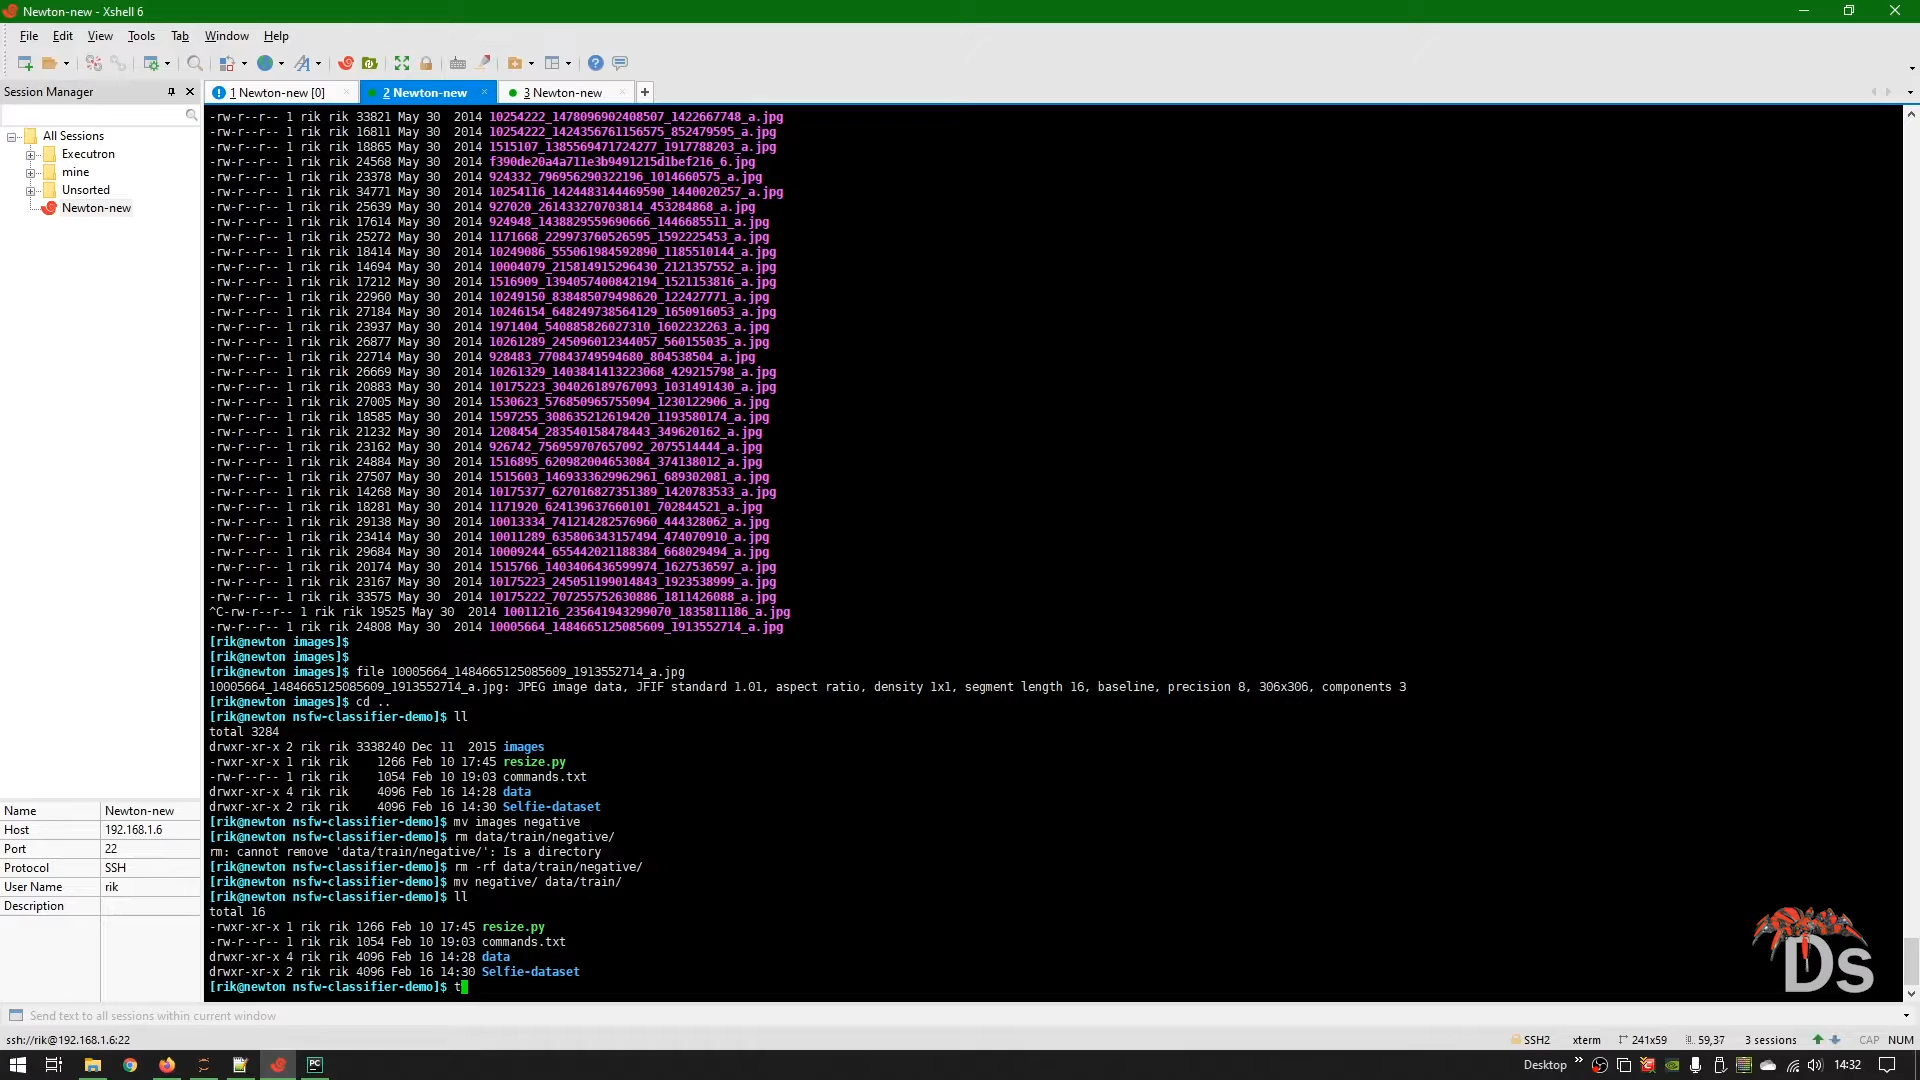 Newton-new - Xshell 6
File Edit View Tools Tab Window Help
Session Manager
1 Newton-new [0]
2 Newton-new
3 Newton-new
All Sessions
Executron
mine
Unsorted
Newton-new
-rw-r--r-- 1 rik rik 33821 May 30  2014 10254222_1478096902408507_1422667748_a.jpg
-rw-r--r-- 1 rik rik 16811 May 30  2014 10254222_1424356761156575_852479595_a.jpg
-rw-r--r-- 1 rik rik 18865 May 30  2014 1515107_1385569471724277_1917788203_a.jpg
-rw-r--r-- 1 rik rik 24568 May 30  2014 f390de20a4a711e3b9491215d1bef216_6.jpg
-rw-r--r-- 1 rik rik 23378 May 30  2014 924332_796956290322196_1014660575_a.jpg
-rw-r--r-- 1 rik rik 34771 May 30  2014 10254116_1424483144469590_1440020257_a.jpg
-rw-r--r-- 1 rik rik 25639 May 30  2014 927020_261433270703814_453284868_a.jpg
-rw-r--r-- 1 rik rik 17614 May 30  2014 924948_1438829559690666_1446685511_a.jpg
-rw-r--r-- 1 rik rik 25272 May 30  2014 1171668_229973760526595_1592225453_a.jpg
-rw-r--r-- 1 rik rik 18414 May 30  2014 10249086_555061984592890_1185510144_a.jpg
-rw-r--r-- 1 rik rik 14694 May 30  2014 10004079_215814915296430_2121357552_a.jpg
-rw-r--r-- 1 rik rik 17212 May 30  2014 1516909_1394057400842194_1521153816_a.jpg
-rw-r--r-- 1 rik rik 22960 May 30  2014 10249150_838485079498620_122427771_a.jpg
-rw-r--r-- 1 rik rik 27184 May 30  2014 10246154_648249738564129_1650916053_a.jpg
-rw-r--r-- 1 rik rik 23937 May 30  2014 1971404_540885826027310_1602232263_a.jpg
-rw-r--r-- 1 rik rik 26877 May 30  2014 10261289_245096012344057_560155035_a.jpg
-rw-r--r-- 1 rik rik 22714 May 30  2014 928483_770843749594680_804538504_a.jpg
-rw-r--r-- 1 rik rik 26669 May 30  2014 10261329_1403841413223068_429215798_a.jpg
-rw-r--r-- 1 rik rik 20883 May 30  2014 10175223_304026189767093_1031491430_a.jpg
-rw-r--r-- 1 rik rik 27005 May 30  2014 1530623_576850965755094_1230122906_a.jpg
-rw-r--r-- 1 rik rik 18585 May 30  2014 1597255_308635212619420_1193580174_a.jpg
-rw-r--r-- 1 rik rik 21232 May 30  2014 1208454_283540158478443_349620162_a.jpg
-rw-r--r-- 1 rik rik 23162 May 30  2014 926742_756959707657092_2075514444_a.jpg
-rw-r--r-- 1 rik rik 24884 May 30  2014 1516895_620982004653084_374138012_a.jpg
-rw-r--r-- 1 rik rik 27507 May 30  2014 1515603_1469333629962961_689302081_a.jpg
-rw-r--r-- 1 rik rik 14268 May 30  2014 10175377_627016827351389_1420783533_a.jpg
-rw-r--r-- 1 rik rik 18281 May 30  2014 1171920_624139637660101_702844521_a.jpg
-rw-r--r-- 1 rik rik 29138 May 30  2014 10013334_741214282576960_444328062_a.jpg
-rw-r--r-- 1 rik rik 23414 May 30  2014 10011289_635806343157494_474070910_a.jpg
-rw-r--r-- 1 rik rik 29684 May 30  2014 10009244_655442021188384_668029494_a.jpg
-rw-r--r-- 1 rik rik 20174 May 30  2014 1515766_1403406436599974_1627536597_a.jpg
-rw-r--r-- 1 rik rik 23167 May 30  2014 10175223_245051199014843_1923538999_a.jpg
-rw-r--r-- 1 rik rik 33575 May 30  2014 10175222_707255752630886_1811426088_a.jpg
^C-rw-r--r-- 1 rik rik 19525 May 30  2014 10011216_235641943299070_1835811186_a.jpg
-rw-r--r-- 1 rik rik 24808 May 30  2014 10005664_1484665125085609_1913552714_a.jpg
[rik@newton images]$
[rik@newton images]$
[rik@newton images]$ file 10005664_1484665125085609_1913552714_a.jpg
10005664_1484665125085609_1913552714_a.jpg: JPEG image data, JFIF standard 1.01, aspect ratio, density 1x1, segment length 16, baseline, precision 8, 306x306, components 3
[rik@newton images]$ cd ..
[rik@newton nsfw-classifier-demo]$ ll
total 3284
drwxr-xr-x 2 rik rik 3338240 Dec 11  2015 images
-rwxr-xr-x 1 rik rik    1266 Feb 10 17:45 resize.py
-rw-r--r-- 1 rik rik    1054 Feb 10 19:03 commands.txt
drwxr-xr-x 4 rik rik    4096 Feb 16 14:28 data
drwxr-xr-x 2 rik rik    4096 Feb 16 14:30 Selfie-dataset
[rik@newton nsfw-classifier-demo]$ mv images negative
[rik@newton nsfw-classifier-demo]$ rm data/train/negative/
rm: cannot remove 'data/train/negative/': Is a directory
[rik@newton nsfw-classifier-demo]$ rm -rf data/train/negative/
[rik@newton nsfw-classifier-demo]$ mv negative/ data/train/
[rik@newton nsfw-classifier-demo]$ ll
total 16
-rwxr-xr-x 1 rik rik 1266 Feb 10 17:45 resize.py
-rw-r--r-- 1 rik rik 1054 Feb 10 19:03 commands.txt
drwxr-xr-x 4 rik rik 4096 Feb 16 14:28 data
drwxr-xr-x 2 rik rik 4096 Feb 16 14:30 Selfie-dataset
[rik@newton nsfw-classifier-demo]$ t
Name Newton-new
Host 192.168.1.6
Port 22
Protocol SSH
User Name rik
Description
Ds
Send text to all sessions within current window
ssh://rik@192.168.1.6:22
SSH2 xterm 241x59 59,37 3 sessions CAP NUM
PC
Desktop 14:32